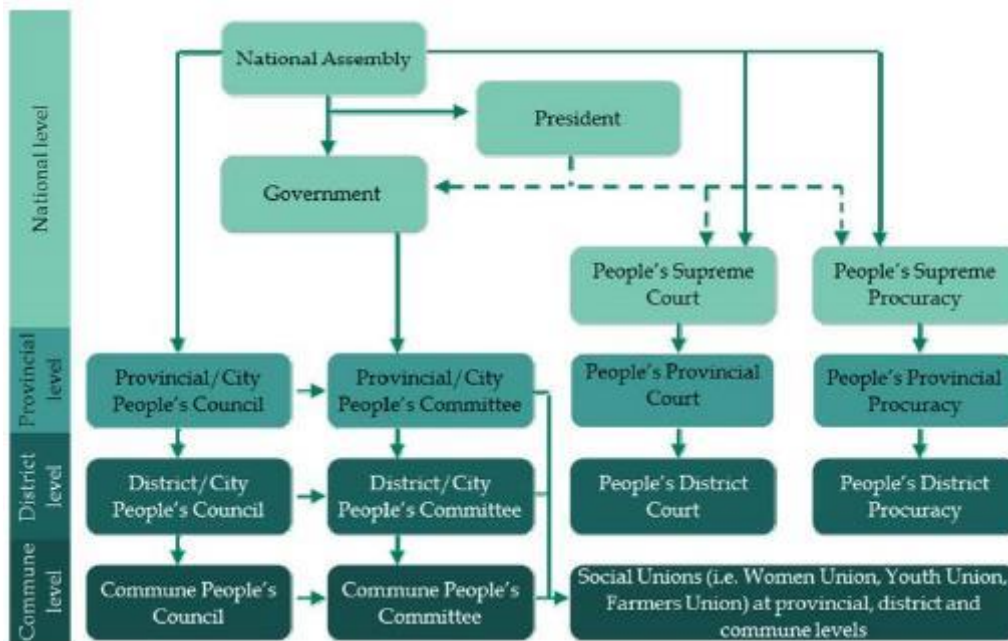 National level
National Assembly
President
Government
People's Supreme
Court
People's Supreme
Procuracy
Provincial
level
Provincial/City
People's Council
Provincial/City
People's Committee
People's Provincial
Court
People's Provincial
Procuracy
District
level
District/City
People's Council
District/City
People's Committee
People's District
Court
People's District
Procuracy
Commune
level
Commune People's
Council
Commune People's
Committee
Social Unions (i.e. Women Union, Youth Union,
Farmers Union) at provincial, district and
commune levels